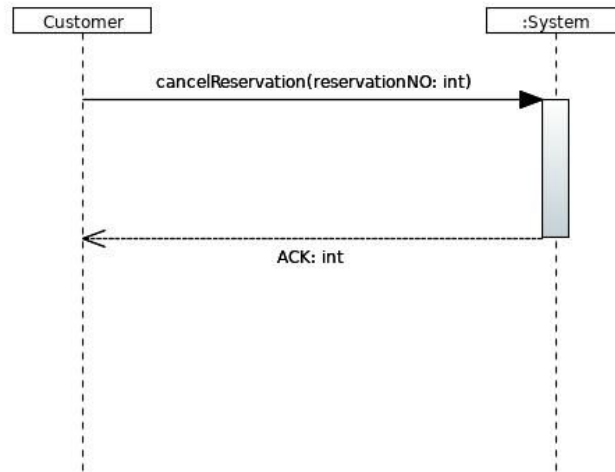 Customer
:System
cancelReservation(reservationNO: int)
ACK: int